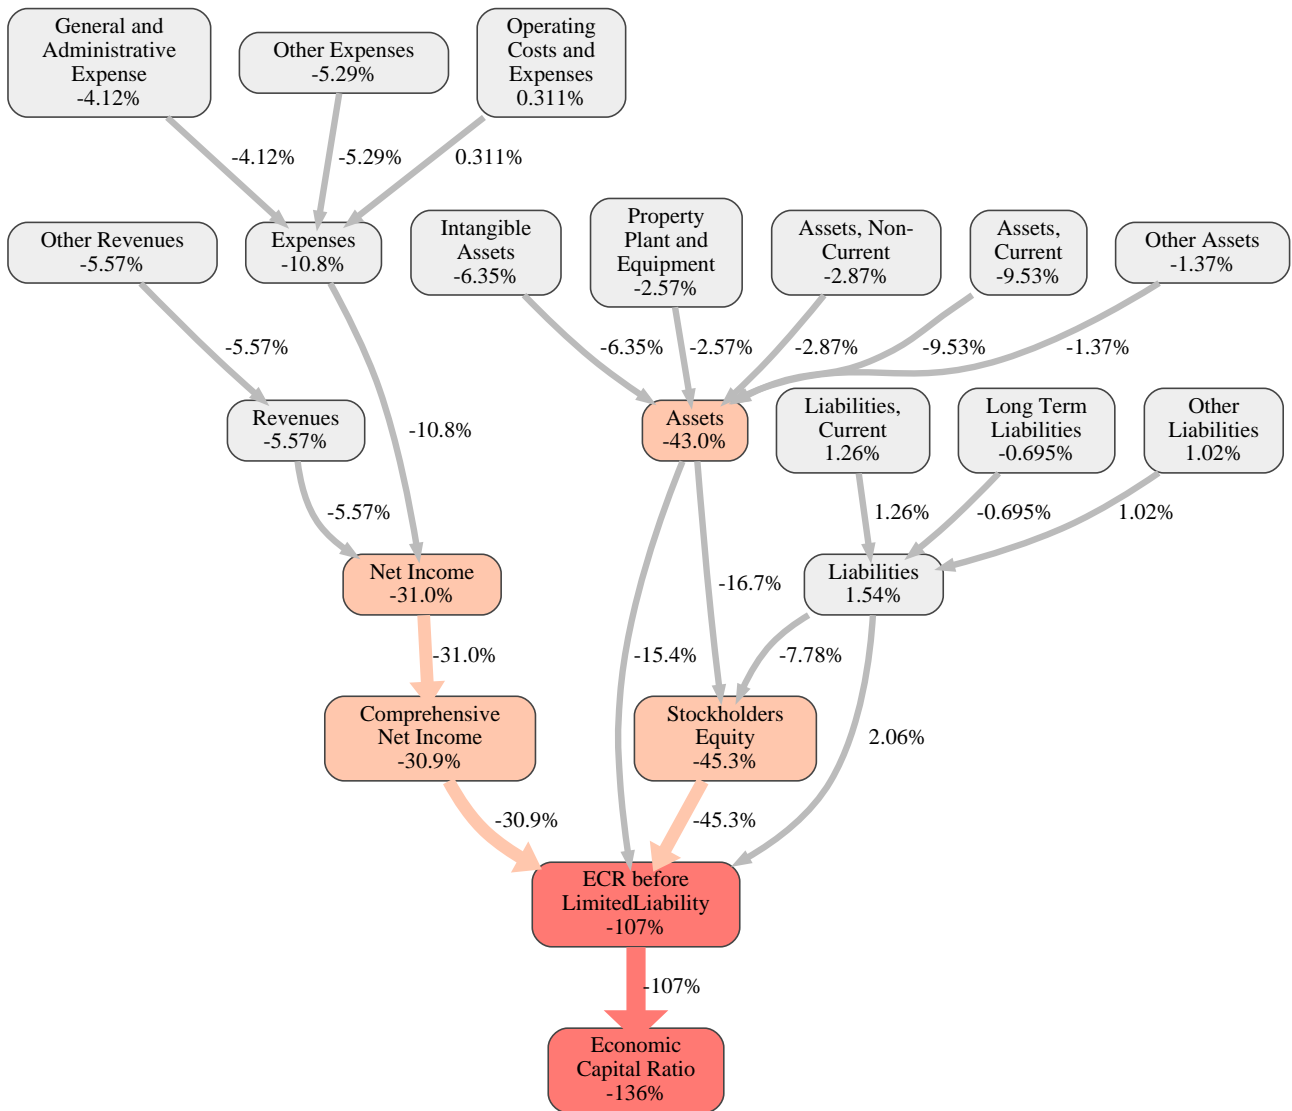 General and
Administrative
Expense
-4.12%
Other Expenses
-5.29%
Operating
Costs and
Expenses
0.311%
-4.12%
-5.29%
0.311%
Other Revenues
-5.57%
Expenses
-10.8%
Intangible
Assets
-6.35%
Property
Plant and
Equipment
-2.57%
Assets, Non-
Current
-2.87%
Assets,
Current
-9.53%
Other Assets
-1.37%
-5.57%
-6.35%
-2.57%
-2.87%
-9.53%
-1.37%
Revenues
-5.57%
-10.8%
Assets
-43.0%
Liabilities,
Current
1.26%
Long Term
Liabilities
-0.695%
Other
Liabilities
1.02%
-5.57%
1.26%
-0.695%
1.02%
Net Income
-31.0%
-16.7%
Liabilities
1.54%
-31.0%
-15.4%
-7.78%
Comprehensive
Net Income
-30.9%
Stockholders
Equity
-45.3%
2.06%
-30.9%
-45.3%
ECR before
LimitedLiability
-107%
-107%
Economic
Capital Ratio
-136%